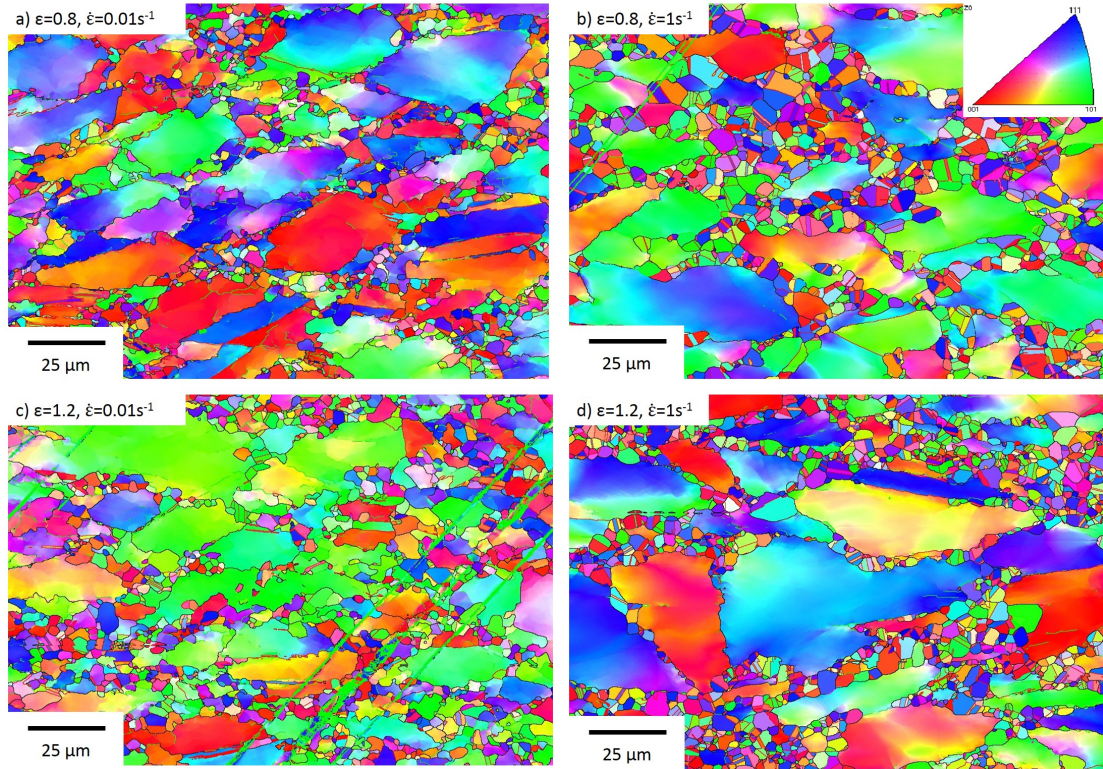 a) ε=0.8, ε̇=0.01s⁻¹
b) ε=0.8, ε̇=1s⁻¹
111
001
101
25 μm
25 μm
c) ε=1.2, ε̇=0.01s⁻¹
d) ε=1.2, ε̇=1s⁻¹
25 μm
25 μm